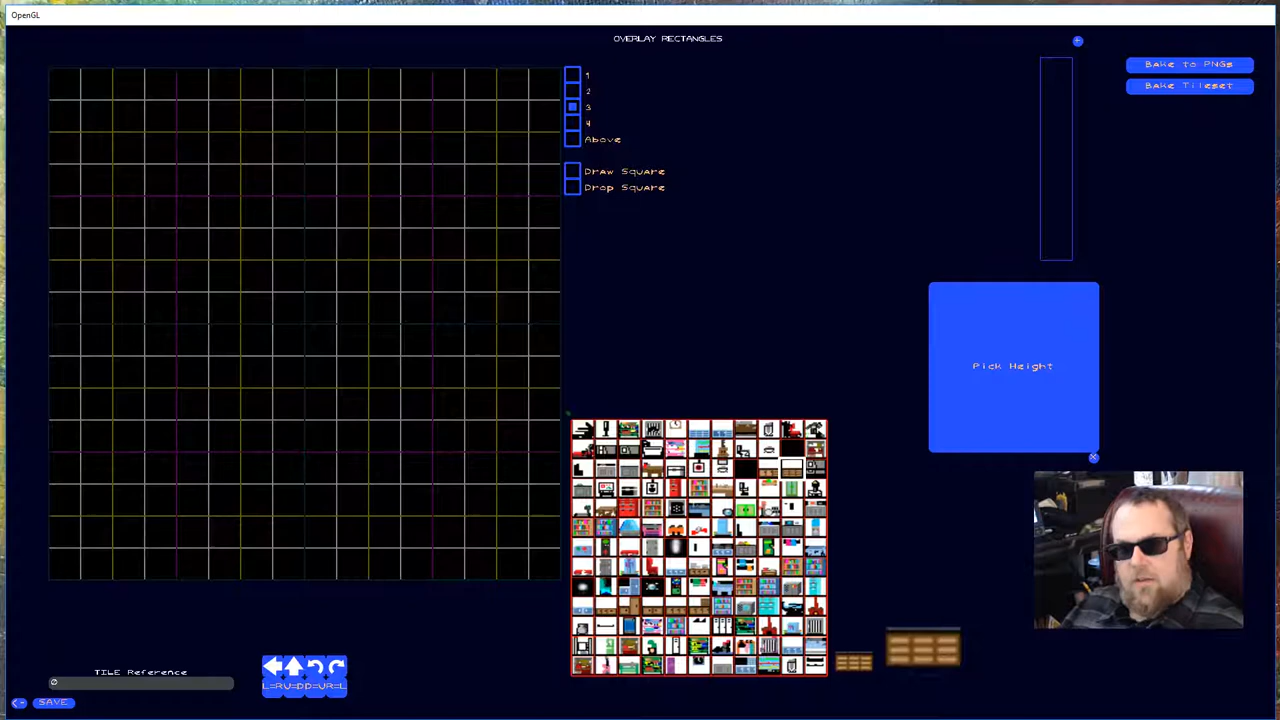 OpenGL
OVERLAY RECTANGLES
1
2
3
4
Above
Draw Square
Drop Square
Bake to PNGs
Bake Tileset
Pick Height
TILE Reference
0
L=R U=D D=U R=L
SAVE